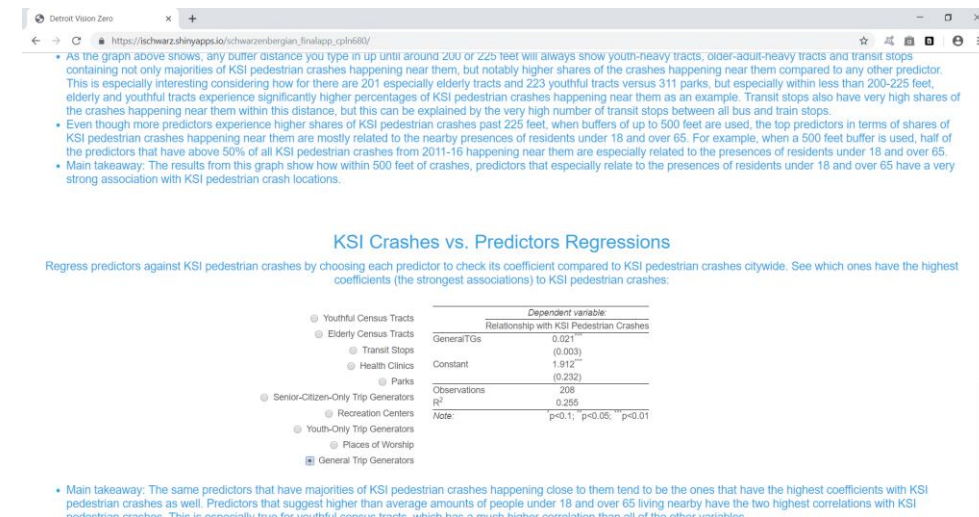 Detroit Vision Zero
https://ischwarz.shinyapps.io/schwarzenbergian_finalapp_cpln680/
• As the graph above shows, any buffer distance you type in up until around 200 or 225 feet will always show youth-heavy tracts, older-adult-heavy tracts and transit stops
containing not only majorities of KSI pedestrian crashes happening near them, but notably higher shares of the crashes happening near them compared to any other predictor.
This is especially interesting considering how for there are 201 especially elderly tracts and 223 youthful tracts versus 311 parks, but especially within less than 200-225 feet,
elderly and youthful tracts experience significantly higher percentages of KSI pedestrian crashes happening near them as an example. Transit stops also have very high shares of
the crashes happening near them within this distance, but this can be explained by the very high number of transit stops between all bus and train stops.
• Even though more predictors experience higher shares of KSI pedestrian crashes past 225 feet, when buffers of up to 500 feet are used, the top predictors in terms of shares of
KSI pedestrian crashes happening near them are mostly related to the nearby presences of residents under 18 and over 65. For example, when a 500 feet buffer is used, half of
the predictors that have above 50% of all KSI pedestrian crashes from 2011-16 happening near them are especially related to the presences of residents under 18 and over 65.
• Main takeaway: The results from this graph show how within 500 feet of crashes, predictors that especially relate to the presences of residents under 18 and over 65 have a very
strong association with KSI pedestrian crash locations.
KSI Crashes vs. Predictors Regressions
Regress predictors against KSI pedestrian crashes by choosing each predictor to check its coefficient compared to KSI pedestrian crashes citywide. See which ones have the highest
coefficients (the strongest associations) to KSI pedestrian crashes:
Youthful Census Tracts
Elderly Census Tracts
Transit Stops
Health Clinics
Parks
Senior-Citizen-Only Trip Generators
Recreation Centers
Youth-Only Trip Generators
Places of Worship
General Trip Generators
Dependent variable:
Relationship with KSI Pedestrian Crashes
GeneralTGs 0.021***
(0.003)
Constant 1.912***
(0.232)
Observations 208
R² 0.255
Note: *p<0.1; **p<0.05; ***p<0.01
• Main takeaway: The same predictors that have majorities of KSI pedestrian crashes happening close to them tend to be the ones that have the highest coefficients with KSI
pedestrian crashes as well. Predictors that suggest higher than average amounts of people under 18 and over 65 living nearby have the two highest correlations with KSI
pedestrian crashes. This is especially true for youthful census tracts, which has a much higher correlation than all of the other variables.